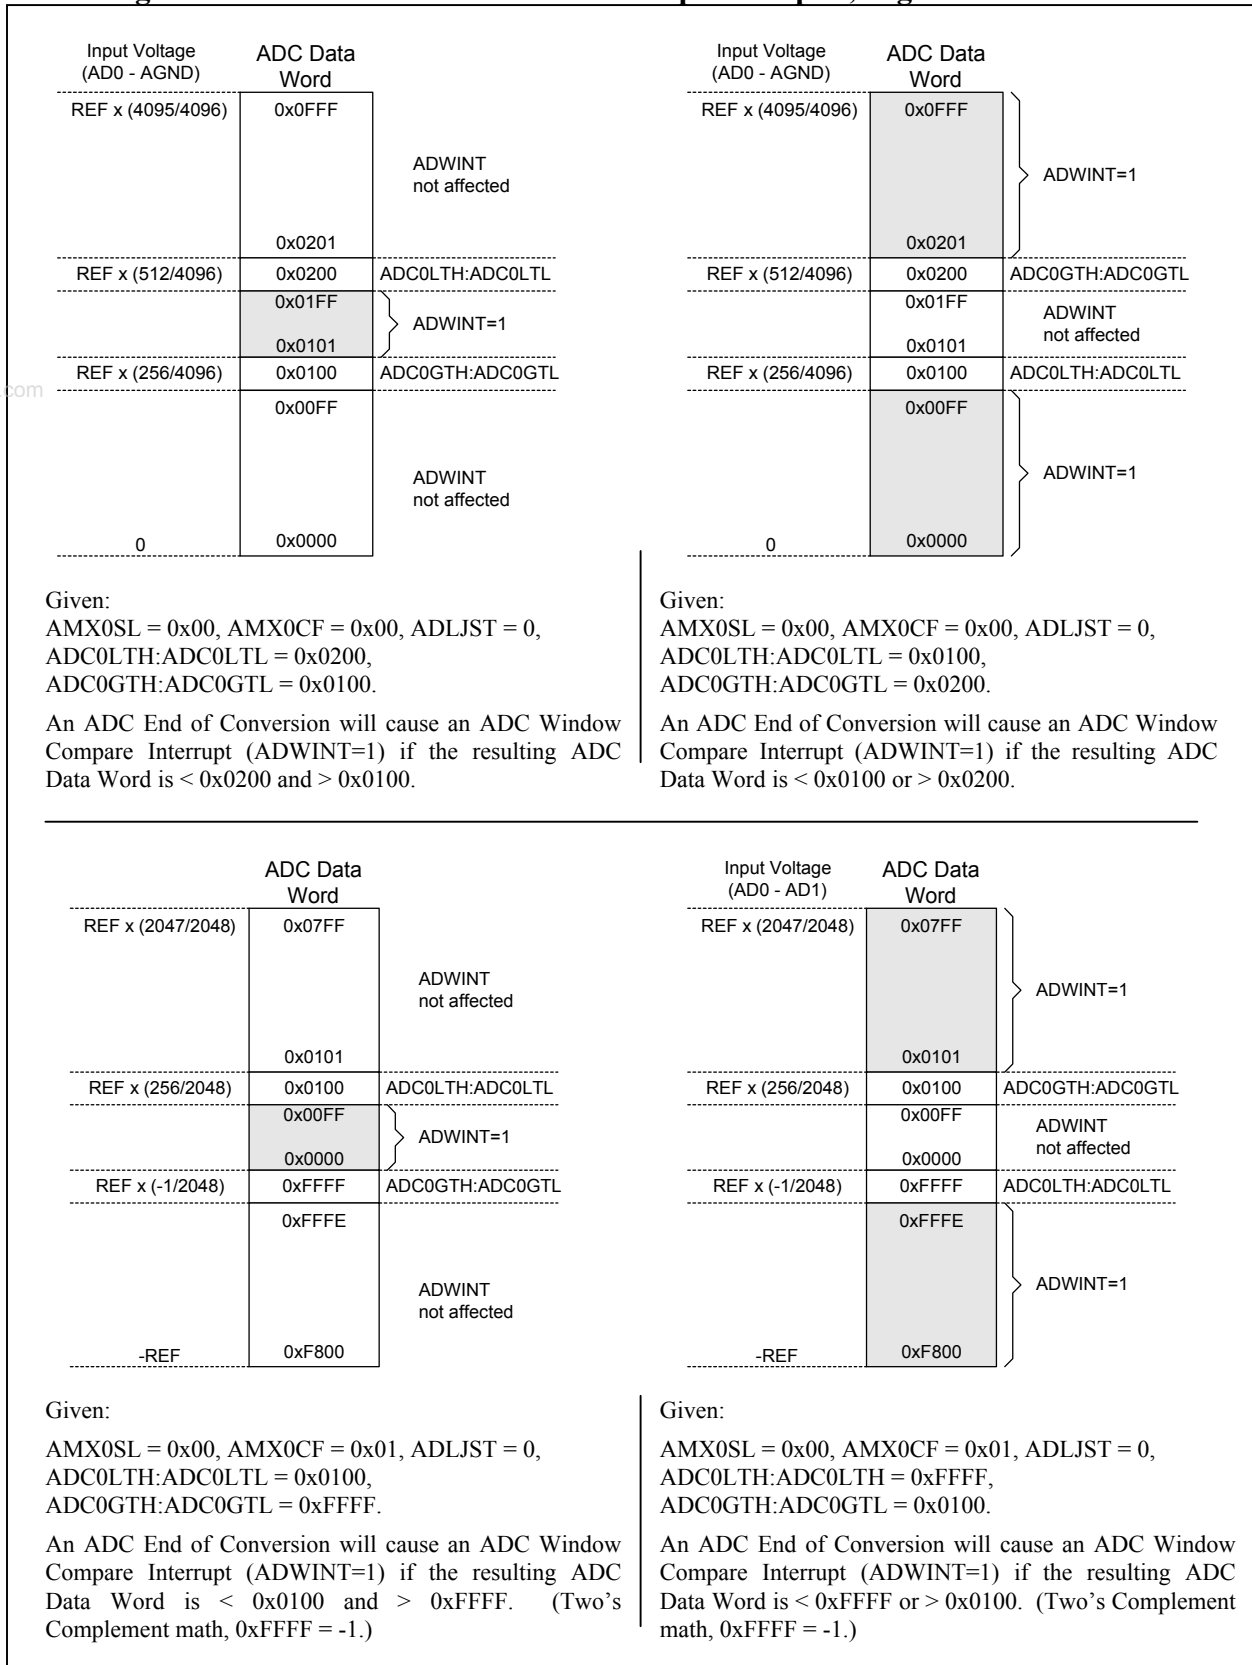 Input Voltage
(AD0 - AGND)
ADC Data
Word
REF x (4095/4096)
0x0FFF
ADWINT
not affected
0x0201
REF x (512/4096)
0x0200
ADC0LTH:ADC0LTL
0x01FF
ADWINT=1
0x0101
REF x (256/4096)
0x0100
ADC0GTH:ADC0GTL
0x00FF
ADWINT
not affected
0
0x0000
Given:
AMX0SL = 0x00, AMX0CF = 0x00, ADLJST = 0,
ADC0LTH:ADC0LTL = 0x0200,
ADC0GTH:ADC0GTL = 0x0100.
An ADC End of Conversion will cause an ADC Window
Compare Interrupt (ADWINT=1) if the resulting ADC
Data Word is < 0x0200 and > 0x0100.
Input Voltage
(AD0 - AGND)
ADC Data
Word
REF x (4095/4096)
0x0FFF
ADWINT=1
0x0201
REF x (512/4096)
0x0200
ADC0GTH:ADC0GTL
0x01FF
ADWINT
not affected
0x0101
REF x (256/4096)
0x0100
ADC0LTH:ADC0LTL
0x00FF
ADWINT=1
0
0x0000
Given:
AMX0SL = 0x00, AMX0CF = 0x00, ADLJST = 0,
ADC0LTH:ADC0LTL = 0x0100,
ADC0GTH:ADC0GTL = 0x0200.
An ADC End of Conversion will cause an ADC Window
Compare Interrupt (ADWINT=1) if the resulting ADC
Data Word is < 0x0100 or > 0x0200.
ADC Data
Word
REF x (2047/2048)
0x07FF
ADWINT
not affected
0x0101
REF x (256/2048)
0x0100
ADC0LTH:ADC0LTL
0x00FF
ADWINT=1
0x0000
REF x (-1/2048)
0xFFFF
ADC0GTH:ADC0GTL
0xFFFE
ADWINT
not affected
-REF
0xF800
Given:
AMX0SL = 0x00, AMX0CF = 0x01, ADLJST = 0,
ADC0LTH:ADC0LTL = 0x0100,
ADC0GTH:ADC0GTL = 0xFFFF.
An ADC End of Conversion will cause an ADC Window
Compare Interrupt (ADWINT=1) if the resulting ADC
Data Word is < 0x0100 and > 0xFFFF. (Two's
Complement math, 0xFFFF = -1.)
Input Voltage
(AD0 - AD1)
ADC Data
Word
REF x (2047/2048)
0x07FF
ADWINT=1
0x0101
REF x (256/2048)
0x0100
ADC0GTH:ADC0GTL
0x00FF
ADWINT
not affected
0x0000
REF x (-1/2048)
0xFFFF
ADC0LTH:ADC0LTL
0xFFFE
ADWINT=1
-REF
0xF800
Given:
AMX0SL = 0x00, AMX0CF = 0x01, ADLJST = 0,
ADC0LTH:ADC0LTH = 0xFFFF,
ADC0GTH:ADC0GTL = 0x0100.
An ADC End of Conversion will cause an ADC Window
Compare Interrupt (ADWINT=1) if the resulting ADC
Data Word is < 0xFFFF or > 0x0100. (Two's Complement
math, 0xFFFF = -1.)
.com